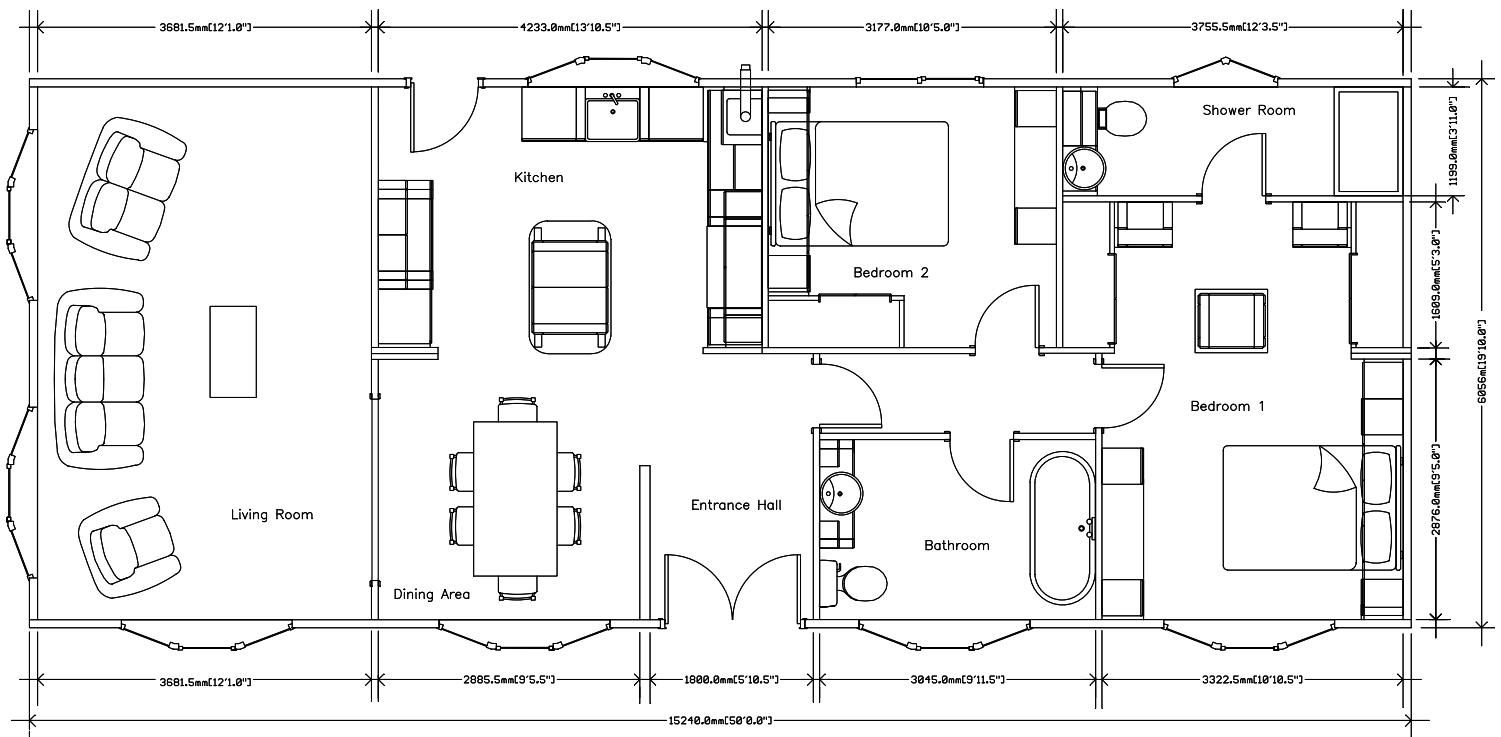 3681.5mm[12'1.0"]
4233.0mm[13'10.5"]
3177.0mm[10'5.0"]
3755.5mm[12'3.5"]
Shower Room
1199.0mm[3'11.0"]
Kitchen
Bedroom 2
1609.0mm[5'3.0"]
6056m[19'10.0"]
Bedroom 1
2876.0mm[9'5.0"]
Living Room
Entrance Hall
Bathroom
Dining Area
3681.5mm[12'1.0"]
2885.5mm[9'5.5"]
1800.0mm[5'10.5"]
3045.0mm[9'11.5"]
3322.5mm[10'10.5"]
15240.0mm[50'0.0"]